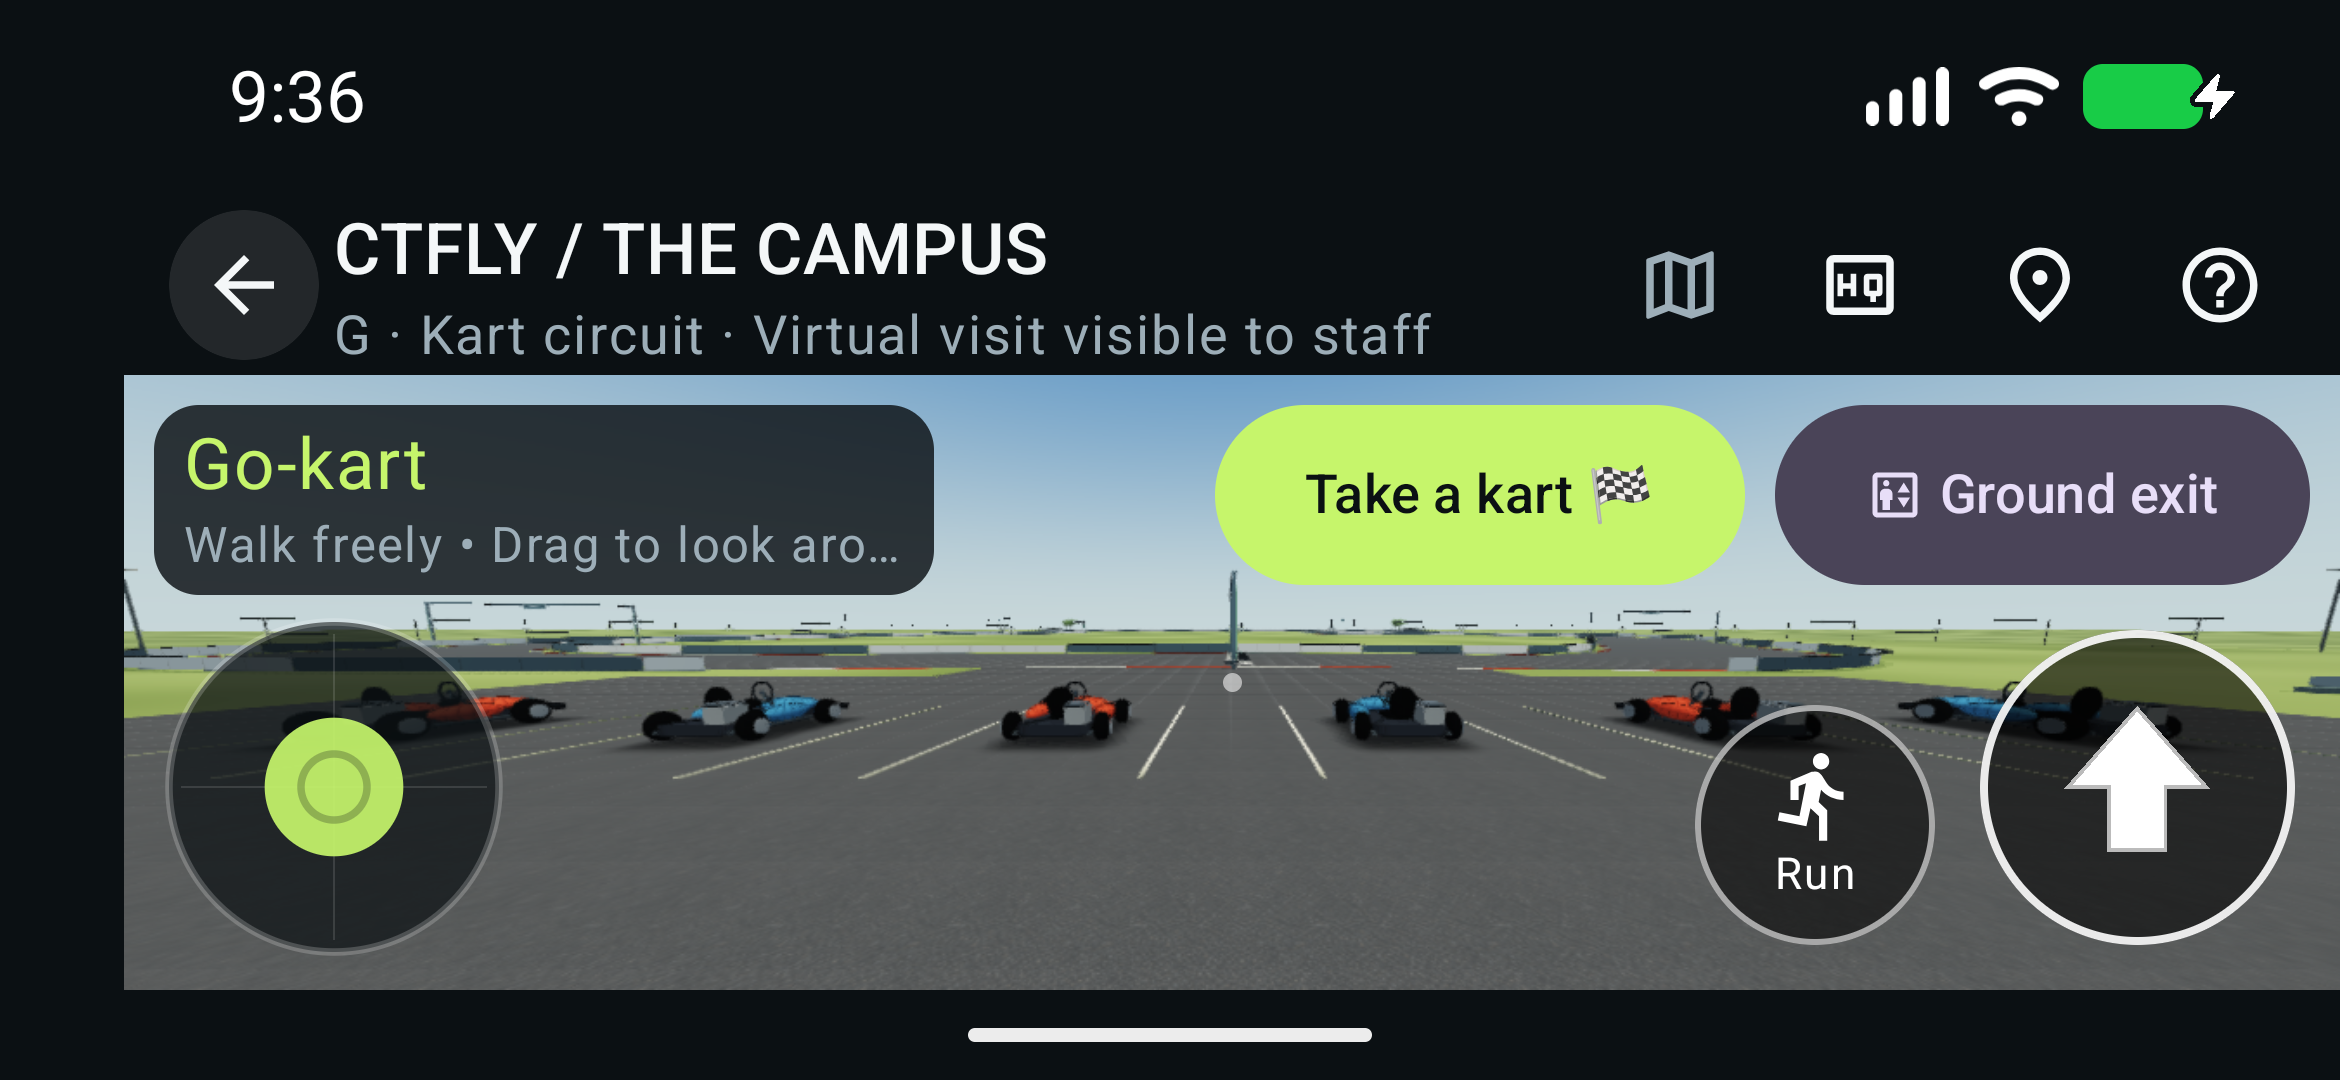 9:36
CTFLY / THE CAMPUS
G · Kart circuit · Virtual visit visible to staff
HQ
Go-kart
Walk freely • Drag to look aro…
Take a kart
Ground exit
Run